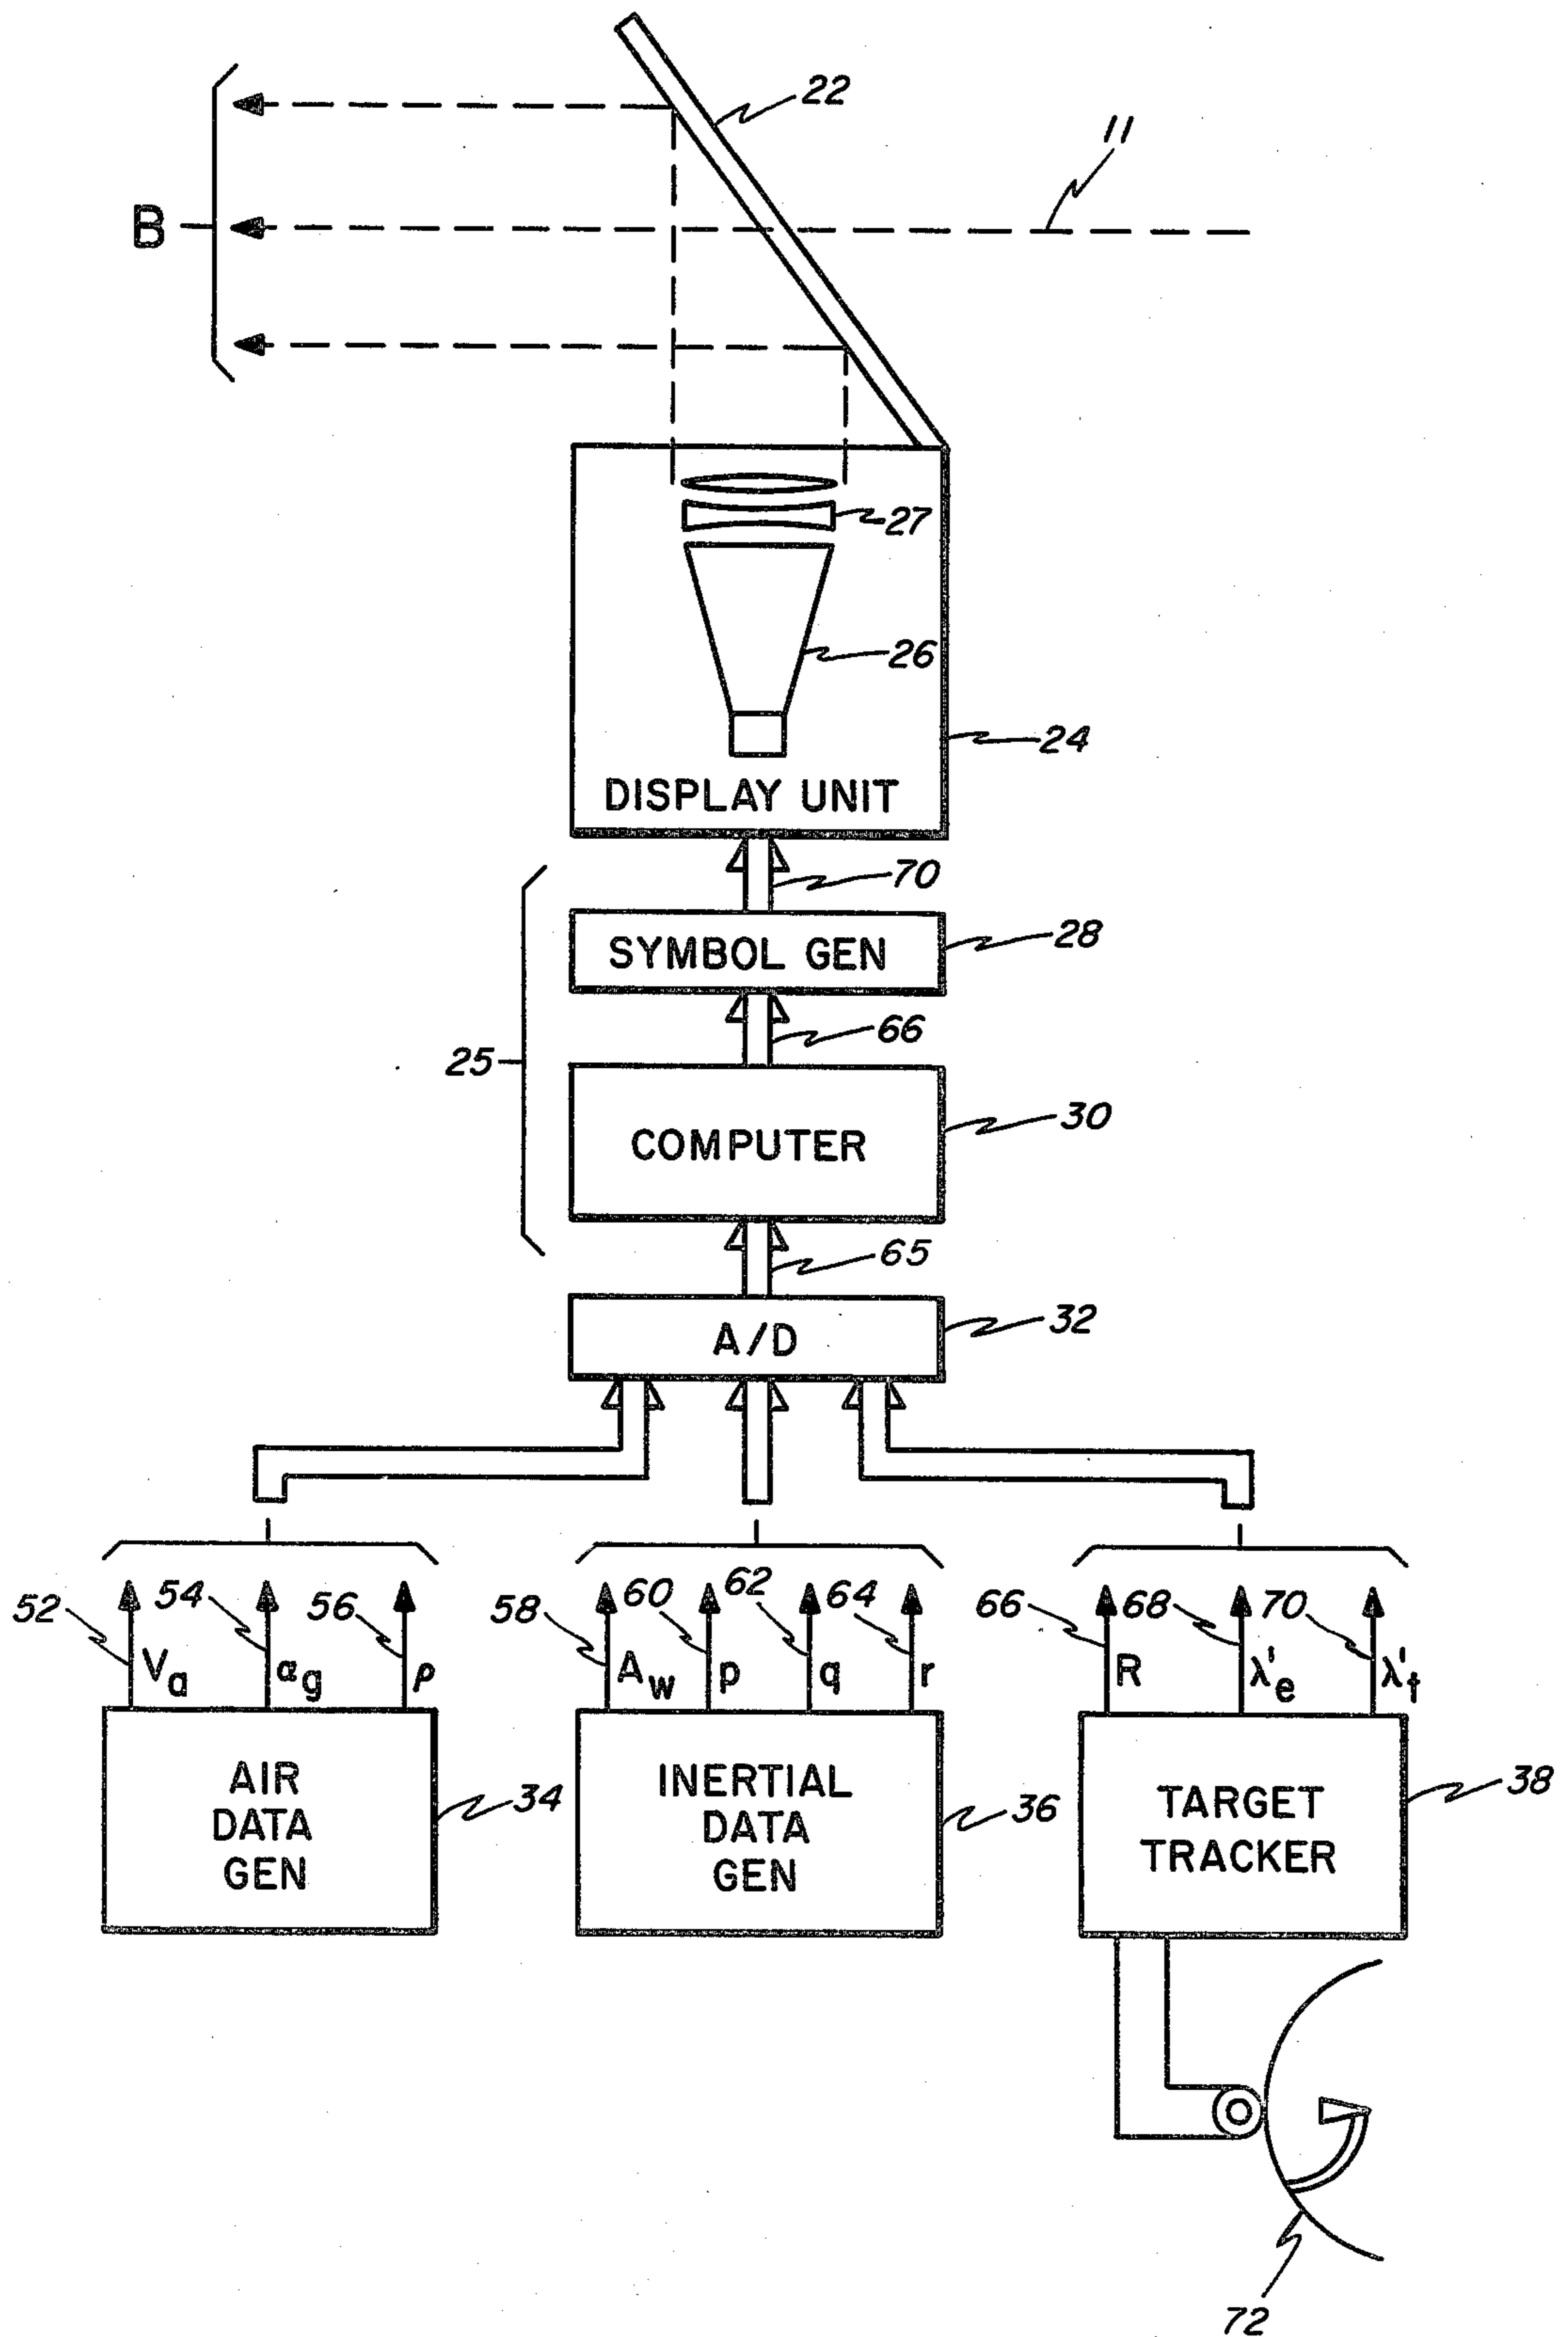 22
11
B
27
26
24
DISPLAY UNIT
70
SYMBOL GEN
28
66
25
COMPUTER
30
65
A/D
32
52
54
56
58
60
62
64
66
68
70
Va
αg
ρ
Aw
p
q
r
R
λ'e
λ'f
AIR
DATA
GEN
34
INERTIAL
DATA
GEN
36
TARGET
TRACKER
38
72